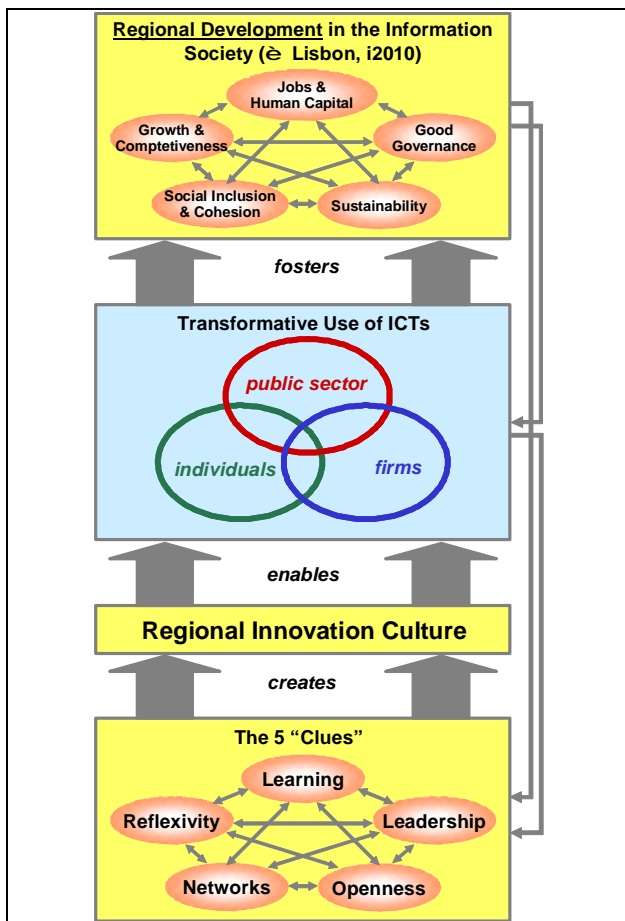 Regional Development in the Information
Society (è Lisbon, i2010)
Jobs &
Human Capital
Growth &
Comptetiveness
Good
Governance
Social Inclusion
& Cohesion
Sustainability
fosters
Transformative Use of ICTs
public sector
individuals
firms
enables
Regional Innovation Culture
creates
The 5 “Clues”
Learning
Reflexivity
Leadership
Networks
Openness